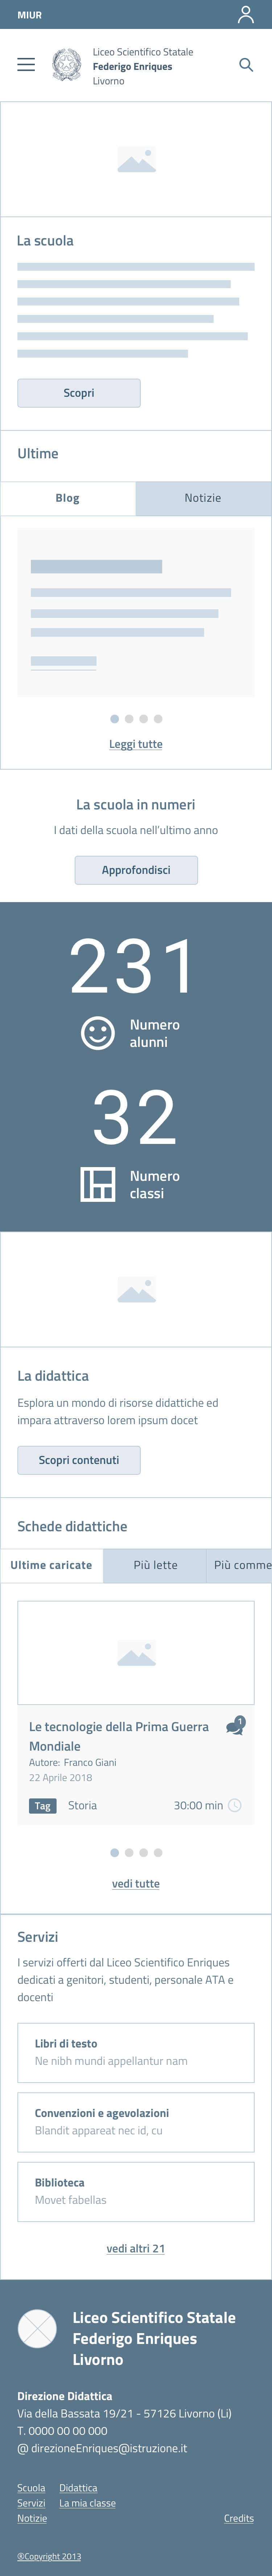 MIUR
Liceo Scientifico Statale
Federigo Enriques
Livorno
La scuola
Scopri
Ultime
Blog
Notizie
Leggi tutte
La scuola in numeri
I dati della scuola nell'ultimo anno
Approfondisci
231
Numero
alunni
32
Numero
classi
La didattica
Esplora un mondo di risorse didattiche ed
impara attraverso lorem ipsum docet
Scopri contenuti
Schede didattiche
Ultime caricate
Più lette
Più comme
Le tecnologie della Prima Guerra
Mondiale
1
Autore: Franco Giani
22 Aprile 2018
Tag
Storia
30:00 min
vedi tutte
Servizi
I servizi offerti dal Liceo Scientifico Enriques
dedicati a genitori, studenti, personale ATA e
docenti
Libri di testo
Ne nibh mundi appellantur nam
Convenzioni e agevolazioni
Blandit appareat nec id, cu
Biblioteca
Movet fabellas
vedi altri 21
Liceo Scientifico Statale
Federigo Enriques
Livorno
Direzione Didattica
Via della Bassata 19/21 - 57126 Livorno (Li)
T. 0000 00 00 000
@ direzioneEnriques@istruzione.it
Scuola Didattica
Servizi La mia classe
Notizie Credits
®Copyright 2013